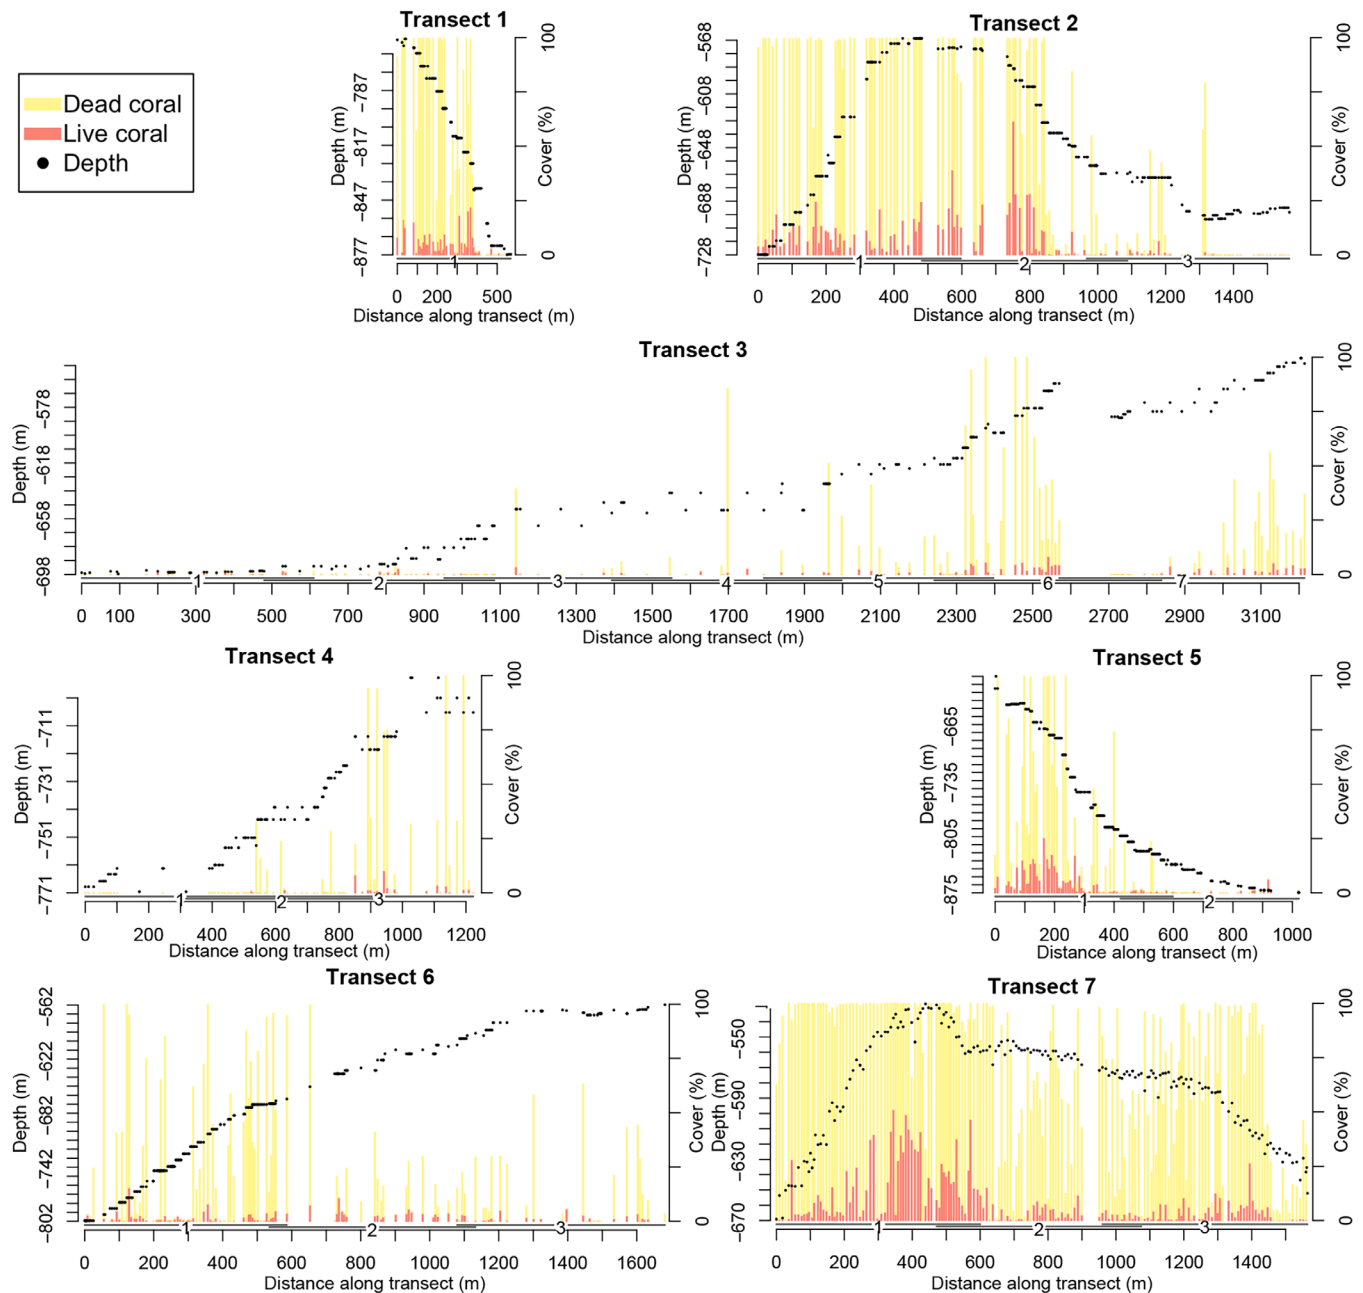 Transect 1
Transect 2
Dead coral
Live coral
Depth
Depth (m)
−787
−817
−847
−877
100
0
Cover (%)
1
0 200 500
Distance along transect (m)
Depth (m)
−568
−608
−648
−688
−728
100
0
Cover (%)
1 2 3
0 200 400 600 800 1000 1200 1400
Distance along transect (m)
Transect 3
Depth (m)
−578
−618
−658
−698
100
0
Cover (%)
1 2 3 4 5 6 7
0 100 300 500 700 900 1100 1300 1500 1700 1900 2100 2300 2500 2700 2900 3100
Distance along transect (m)
Transect 4
Depth (m)
−711
−731
−751
−771
100
0
Cover (%)
1 2 3
0 200 400 600 800 1000 1200
Distance along transect (m)
Transect 5
Depth (m)
−665
−735
−805
−875
100
0
Cover (%)
1 2
0 200 400 600 800 1000
Distance along transect (m)
Transect 6
Depth (m)
−562
−622
−682
−742
−802
100
0
Cover (%)
1 2 3
0 200 400 600 800 1000 1200 1400 1600
Distance along transect (m)
Transect 7
Depth (m)
−550
−590
−630
−670
100
0
Cover (%)
1 2 3
0 200 400 600 800 1000 1200 1400
Distance along transect (m)